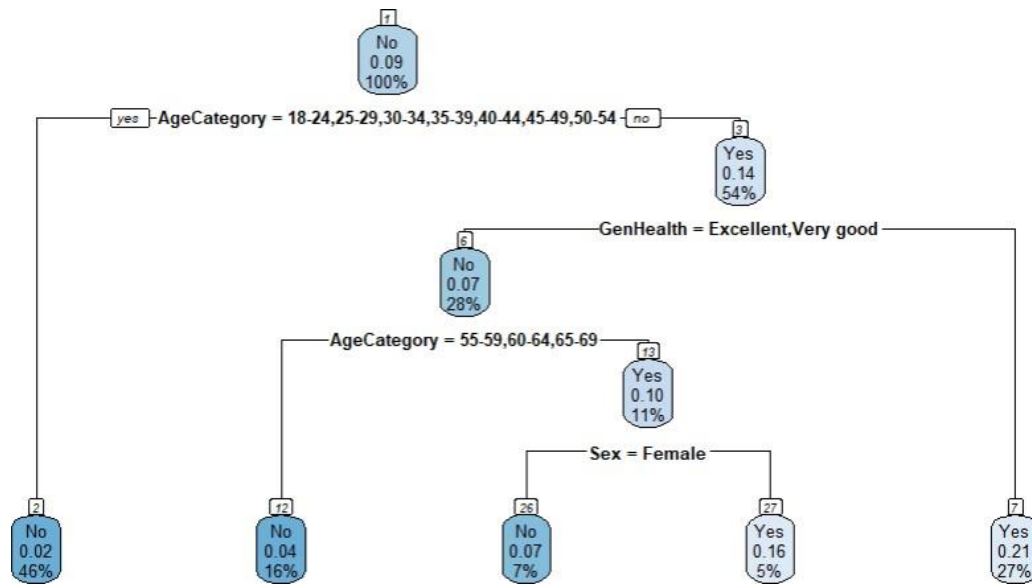 1
No
0.09
100%
yes AgeCategory = 18-24,25-29,30-34,35-39,40-44,45-49,50-54 no
3
Yes
0.14
54%
GenHealth = Excellent,Very good
6
No
0.07
28%
AgeCategory = 55-59,60-64,65-69
13
Yes
0.10
11%
Sex = Female
2
No
0.02
46%
12
No
0.04
16%
26
No
0.07
7%
27
Yes
0.16
5%
7
Yes
0.21
27%